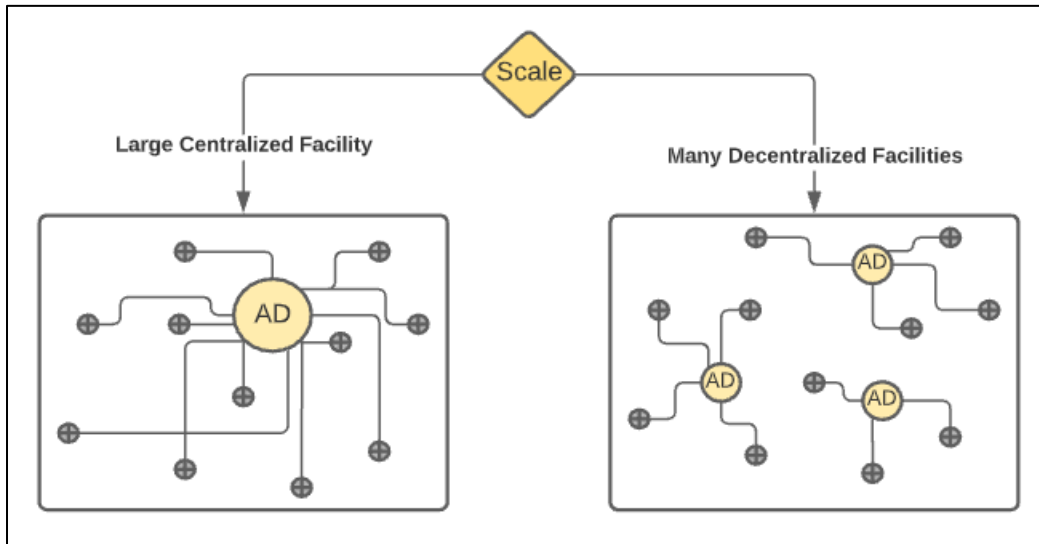 Scale
Large Centralized Facility
Many Decentralized Facilities
AD
AD
AD
AD